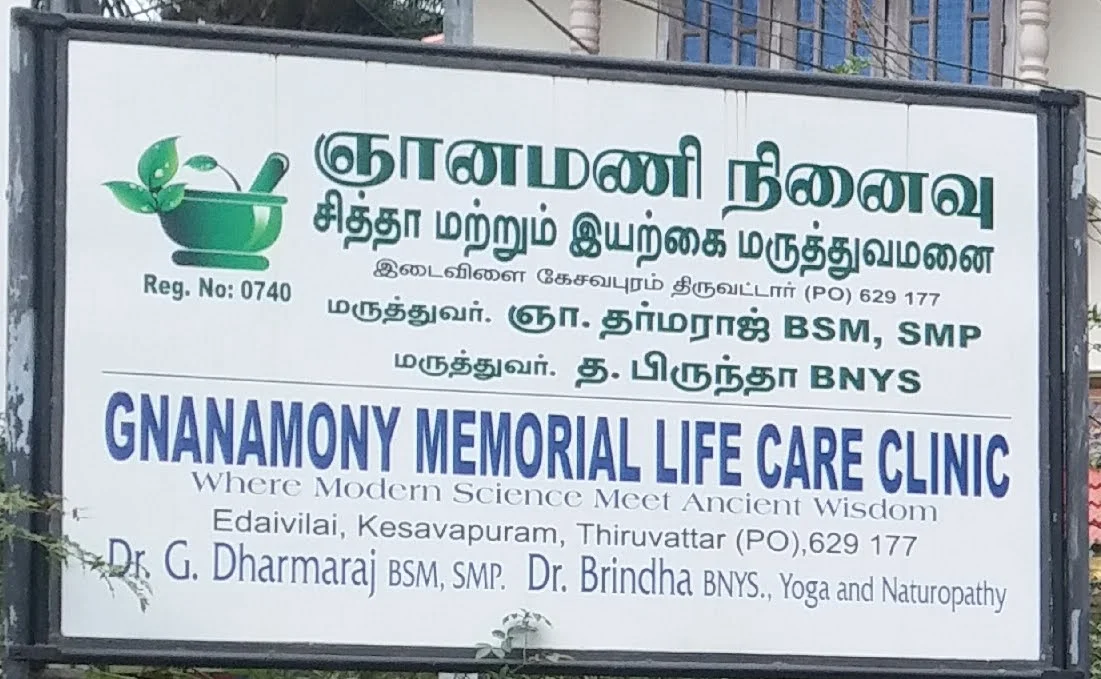 ஞானமணி நினைவு
சித்தா மற்றும் இயற்கை மருத்துவமனை
இடைவிளை கேசவபுரம் திருவட்டார் (PO) 629 177
Reg. No: 0740
மருத்துவர். ஞா. தர்மராஜ் BSM, SMP
மருத்துவர். த. பிருந்தா BNYS
GNANAMONY MEMORIAL LIFE CARE CLINIC
Where Modern Science Meet Ancient Wisdom
Edaivilai, Kesavapuram, Thiruvattar (PO),629 177
Dr. G. Dharmaraj BSM, SMP. Dr. Brindha BNYS., Yoga and Naturopathy